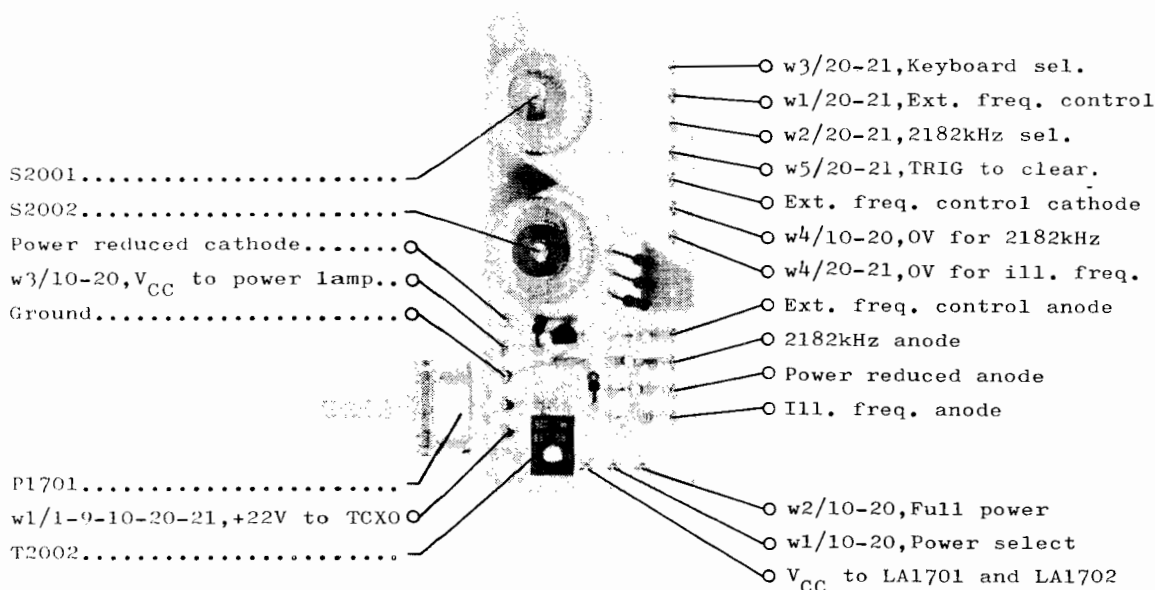 w3/20-21,Keyboard sel.
w1/20-21,Ext. freq. control
w2/20-21,2182kHz sel.
w5/20-21,TRIG to clear.
Ext. freq. control cathode
w4/10-20,0V for 2182kHz
w4/20-21,0V for ill. freq.
Ext. freq. control anode
2182kHz anode
Power reduced anode
Ill. freq. anode
w2/10-20,Full power
w1/10-20,Power select
VCC to LA1701 and LA1702
S2001
S2002
Power reduced cathode
w3/10-20,VCC to power lamp
Ground
P1701
w1/1-9-10-20-21,+22V to TCXO
T2002